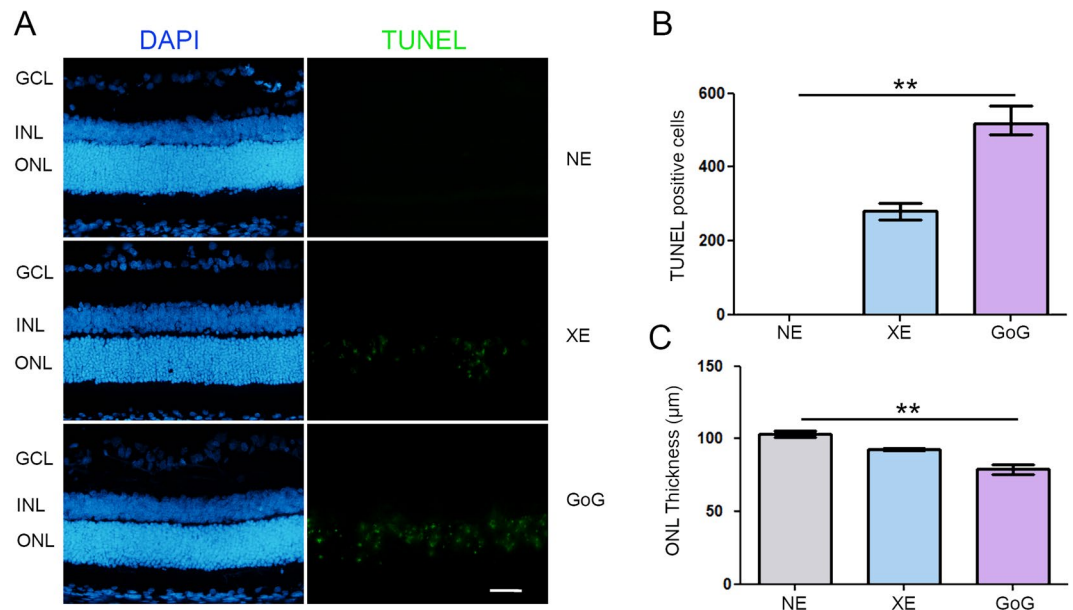 A
DAPI
TUNEL
GCL
INL
ONL
NE
GCL
INL
ONL
XE
GCL
INL
ONL
GoG
B
**
TUNEL positive cells
600
400
200
0
NE
XE
GoG
C
**
ONL Thickness (µm)
150
100
50
0
NE
XE
GoG